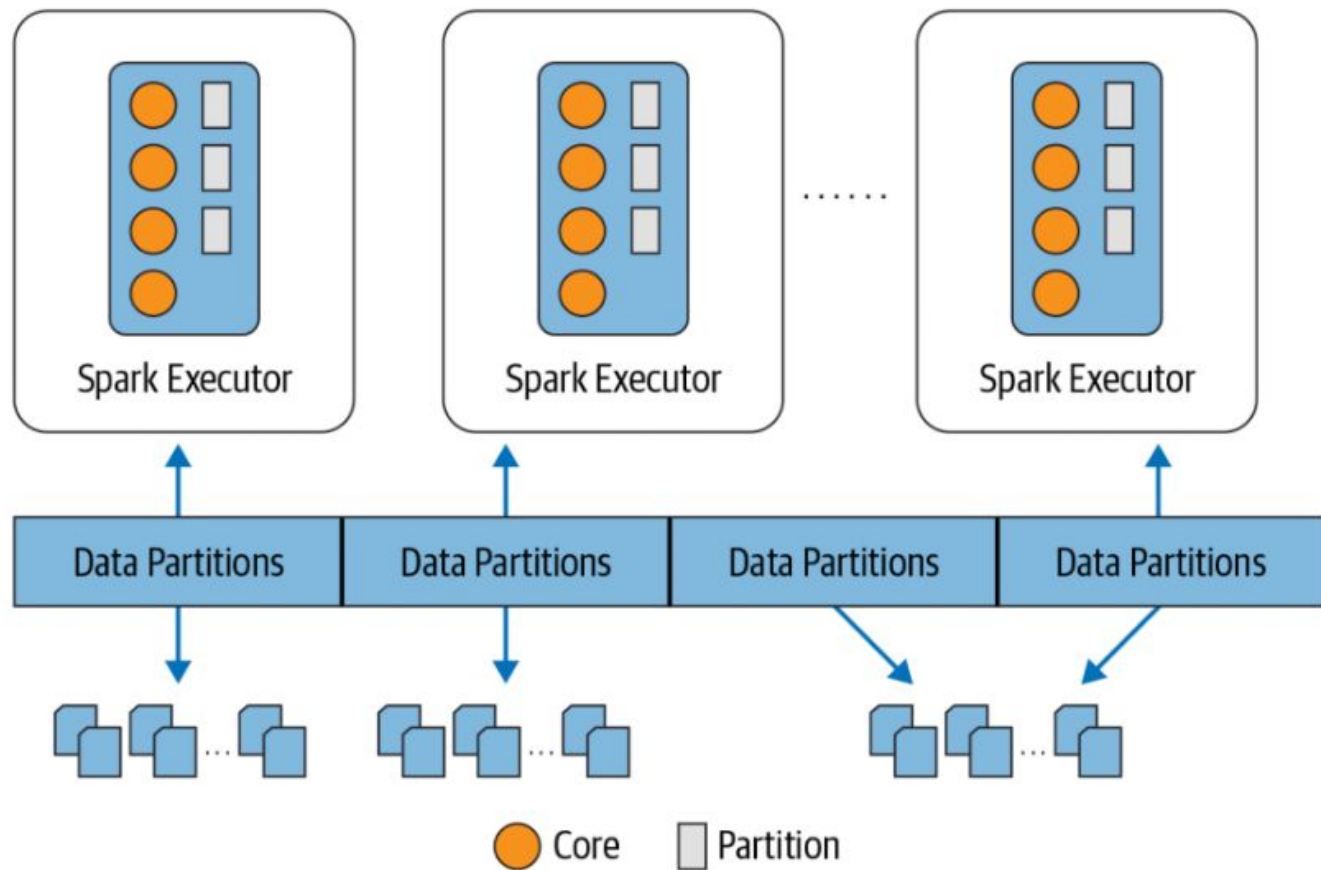 Spark Executor
Spark Executor
......
Spark Executor
Data Partitions
Data Partitions
Data Partitions
Data Partitions
...
...
...
Core
Partition